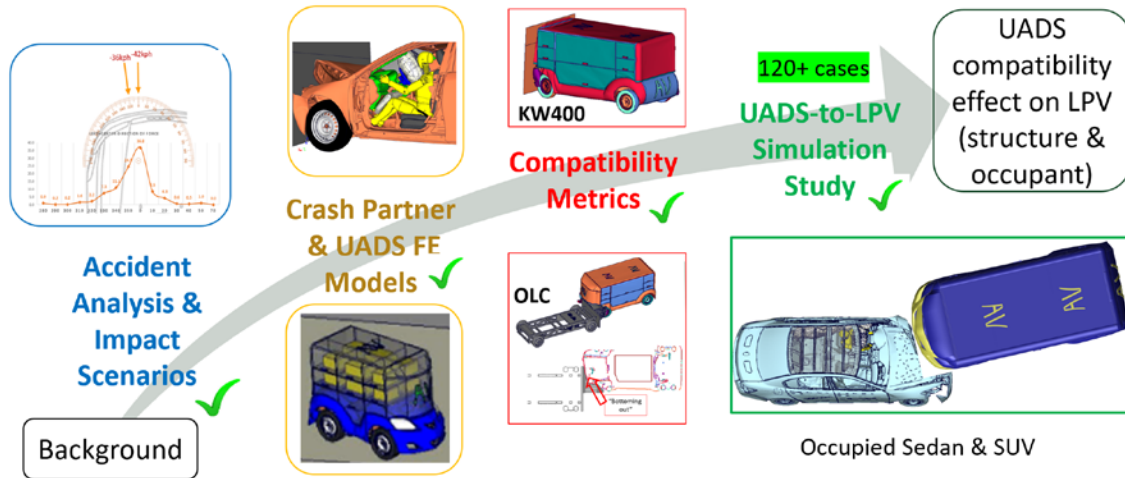 -36kph
-42kph
Accident
Analysis &
Impact
Scenarios
Background
Crash Partner
& UADS FE
Models
KW400
Compatibility
Metrics
OLC
"Bottoming
out"
120+ cases
UADS-to-LPV
Simulation
Study
AV
AV
Occupied Sedan & SUV
UADS
compatibility
effect on LPV
(structure &
occupant)